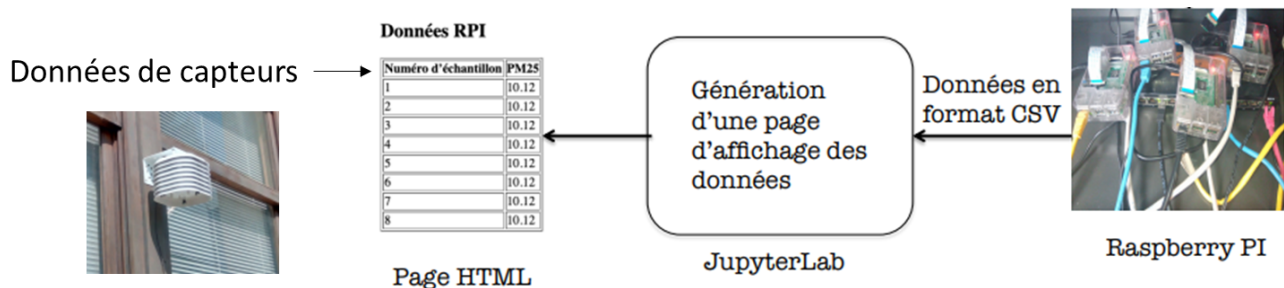 Données de capteurs
Données RPI
Numéro d'échantillon PM25
1 10.12
2 10.12
3 10.12
4 10.12
5 10.12
6 10.12
7 10.12
8 10.12
Page HTML
Génération
d'une page
d'affichage des
données
JupyterLab
Données en
format CSV
Raspberry PI